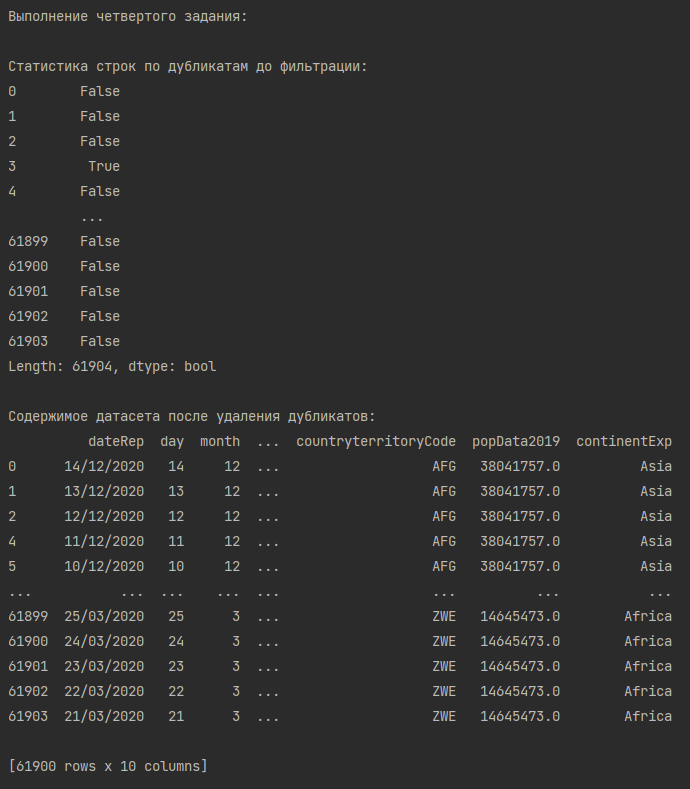 Выполнение четвертого задания:

Статистика строк по дубликатам до фильтрации:
0        False
1        False
2        False
3         True
4        False
         ...
61899    False
61900    False
61901    False
61902    False
61903    False
Length: 61904, dtype: bool

Содержимое датасета после удаления дубликатов:
          dateRep  day  month  ...  countryterritoryCode  popData2019  continentExp
0      14/12/2020   14     12  ...                   AFG   38041757.0          Asia
1      13/12/2020   13     12  ...                   AFG   38041757.0          Asia
2      12/12/2020   12     12  ...                   AFG   38041757.0          Asia
4      11/12/2020   11     12  ...                   AFG   38041757.0          Asia
5      10/12/2020   10     12  ...                   AFG   38041757.0          Asia
...           ...  ...    ...  ...                   ...          ...           ...
61899  25/03/2020   25      3  ...                   ZWE   14645473.0        Africa
61900  24/03/2020   24      3  ...                   ZWE   14645473.0        Africa
61901  23/03/2020   23      3  ...                   ZWE   14645473.0        Africa
61902  22/03/2020   22      3  ...                   ZWE   14645473.0        Africa
61903  21/03/2020   21      3  ...                   ZWE   14645473.0        Africa

[61900 rows x 10 columns]